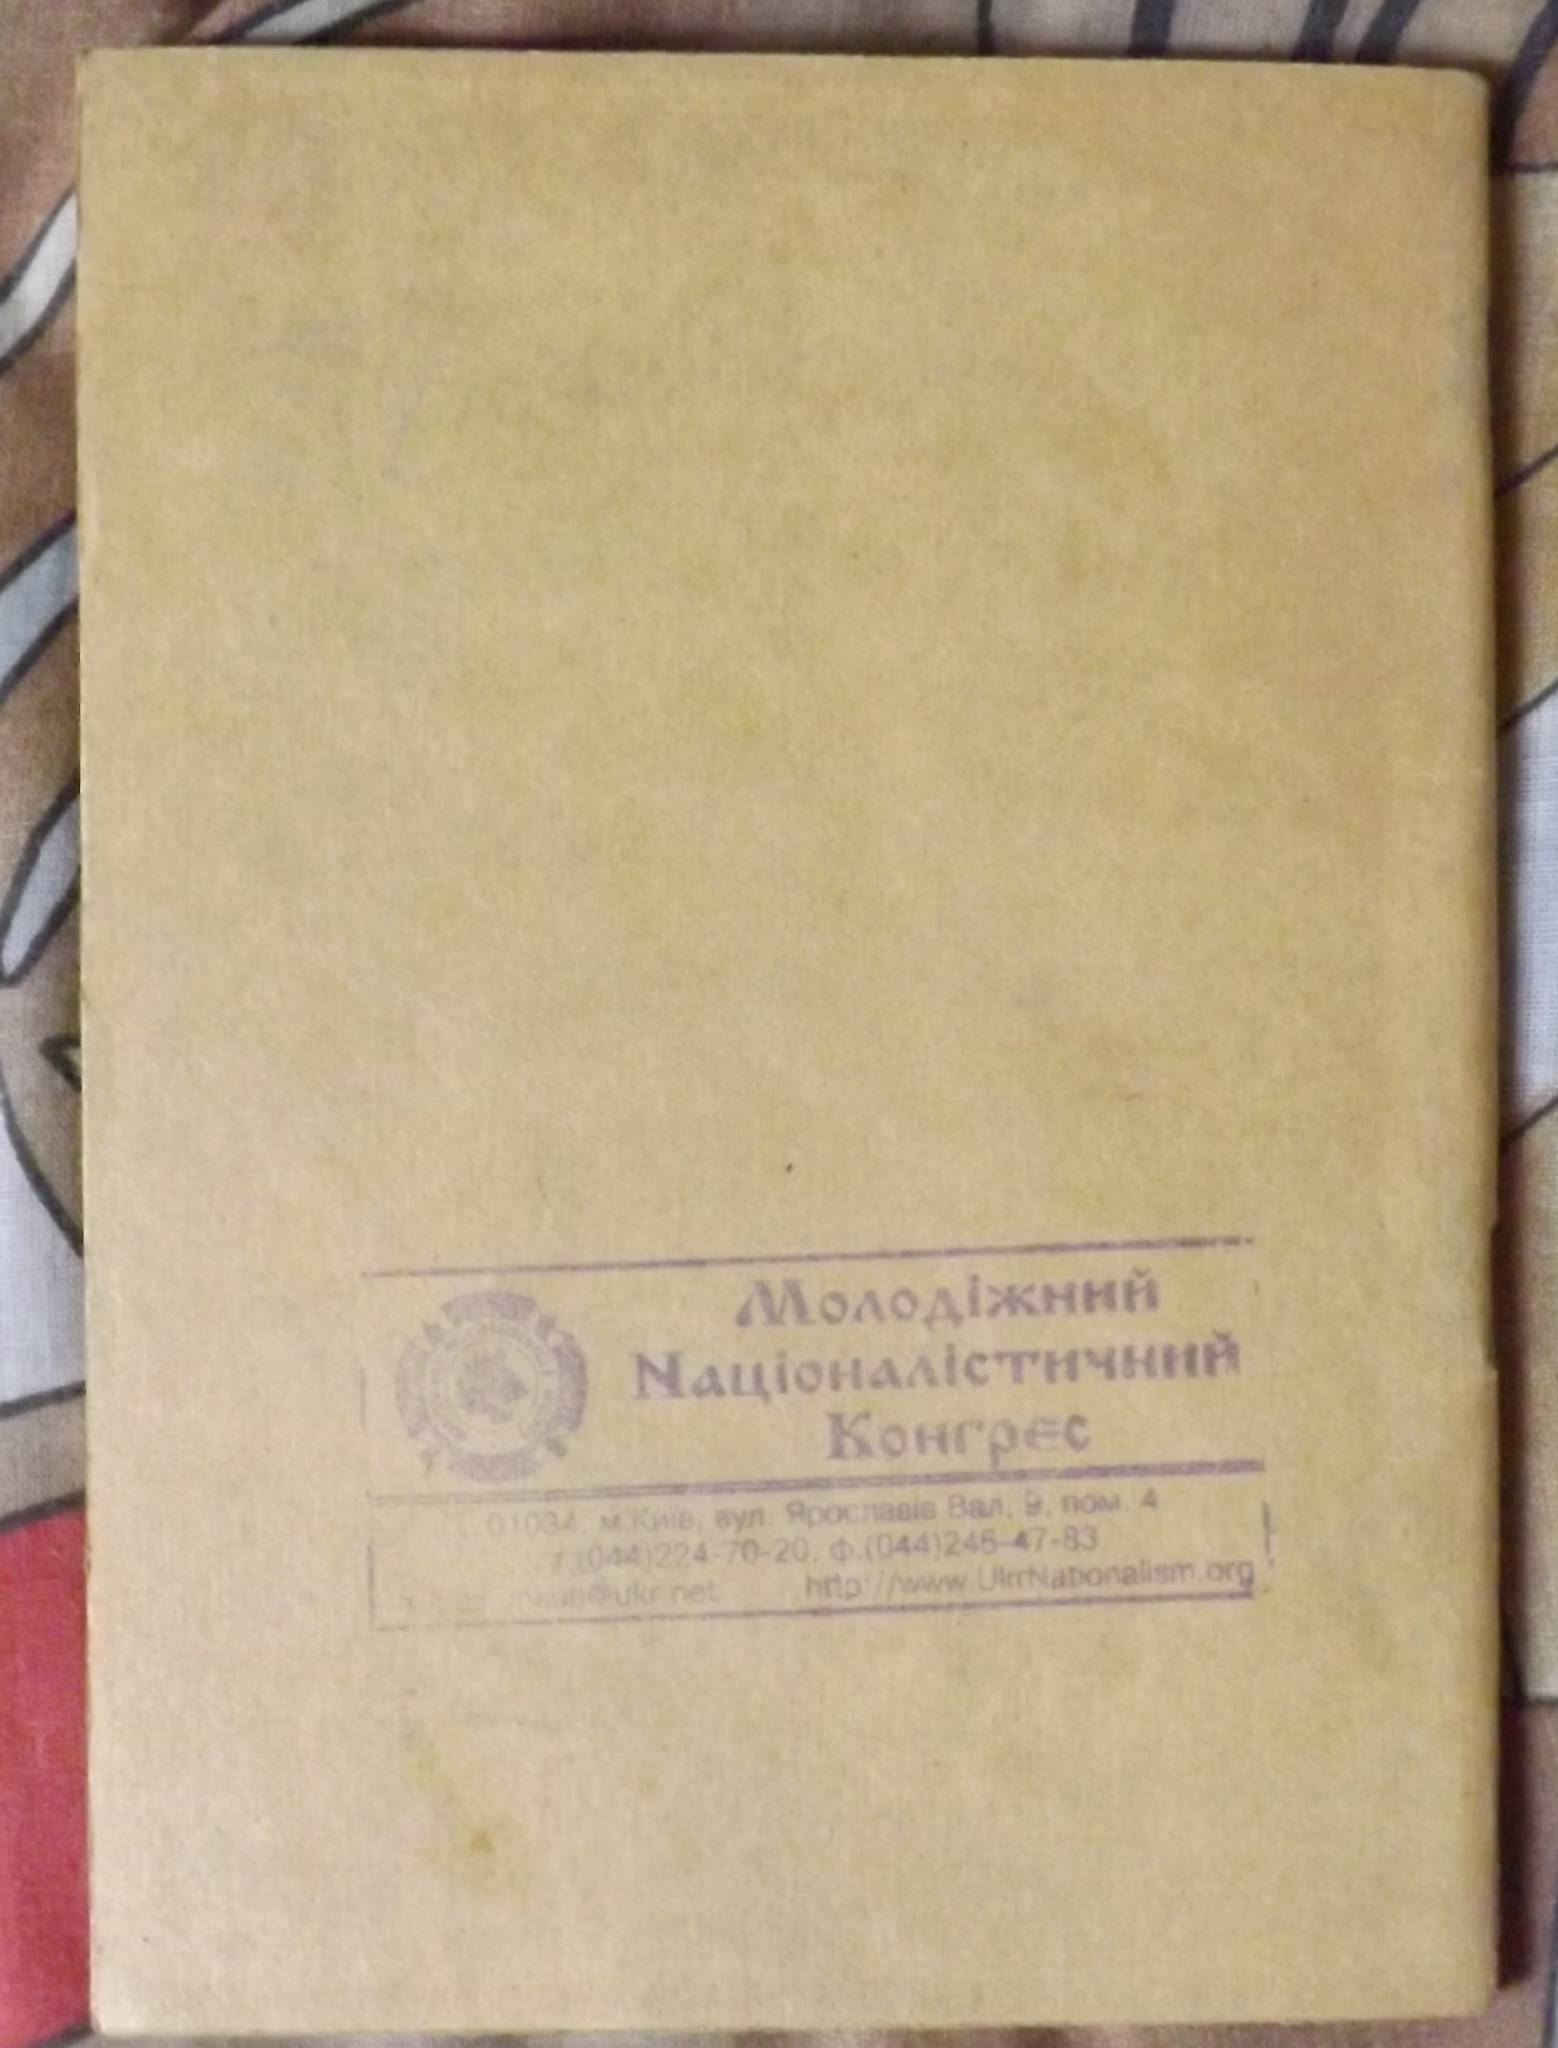 Молодіжний
Націоналістичний
Конгрес
01034, м.Київ, вул. Ярославів Вал, 9, пом. 4
т.(044)224-70-20, ф.(044)246-47-83
http://www.UkrNationalism.org